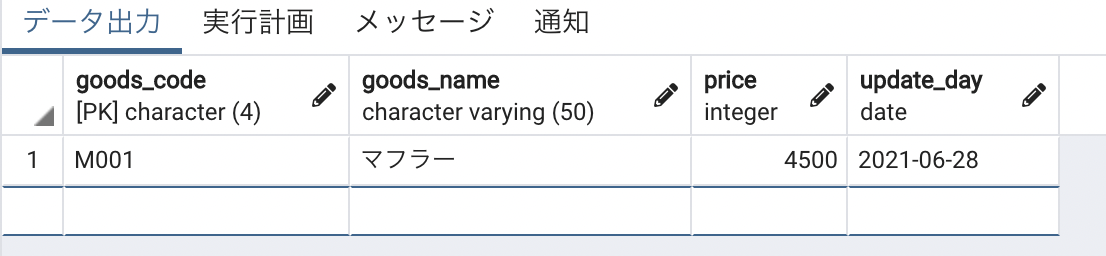 データ出力 実行計画 メッセージ 通知
goods_code goods_name price update_day
[PK] character (4) character varying (50) integer date
1 M001 マフラー 4500 2021-06-28